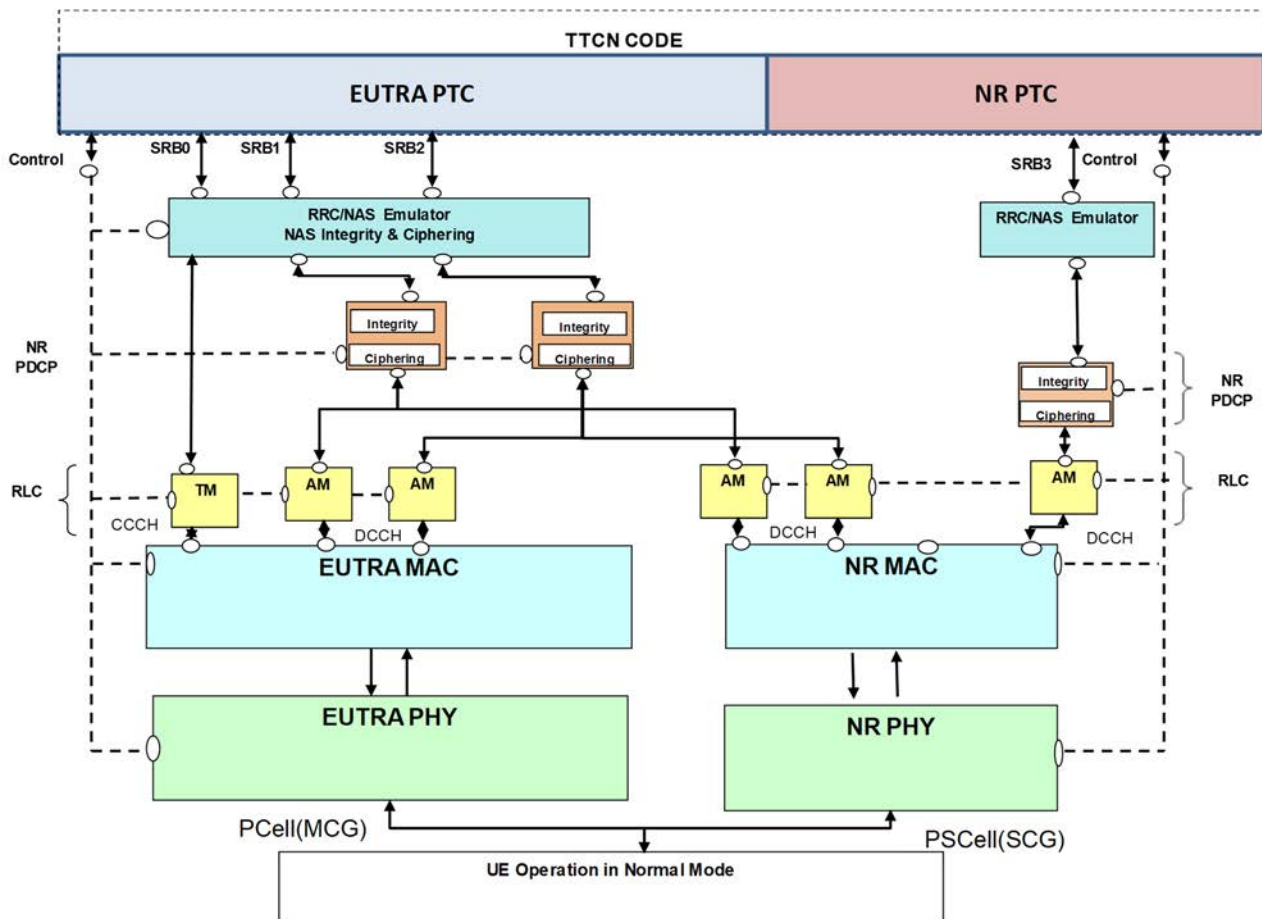 TTCN CODE
EUTRA PTC
NR PTC
Control
SRB0
SRB1
SRB2
SRB3
Control
RRC/NAS Emulator
NAS Integrity & Ciphering
RRC/NAS Emulator
NR
PDCP
Integrity
Ciphering
Integrity
Ciphering
Integrity
Ciphering
NR
PDCP
RLC
TM
AM
AM
AM
AM
AM
RLC
CCCH
DCCH
DCCH
DCCH
EUTRA MAC
NR MAC
EUTRA PHY
NR PHY
PCell(MCG)
PSCell(SCG)
UE Operation in Normal Mode